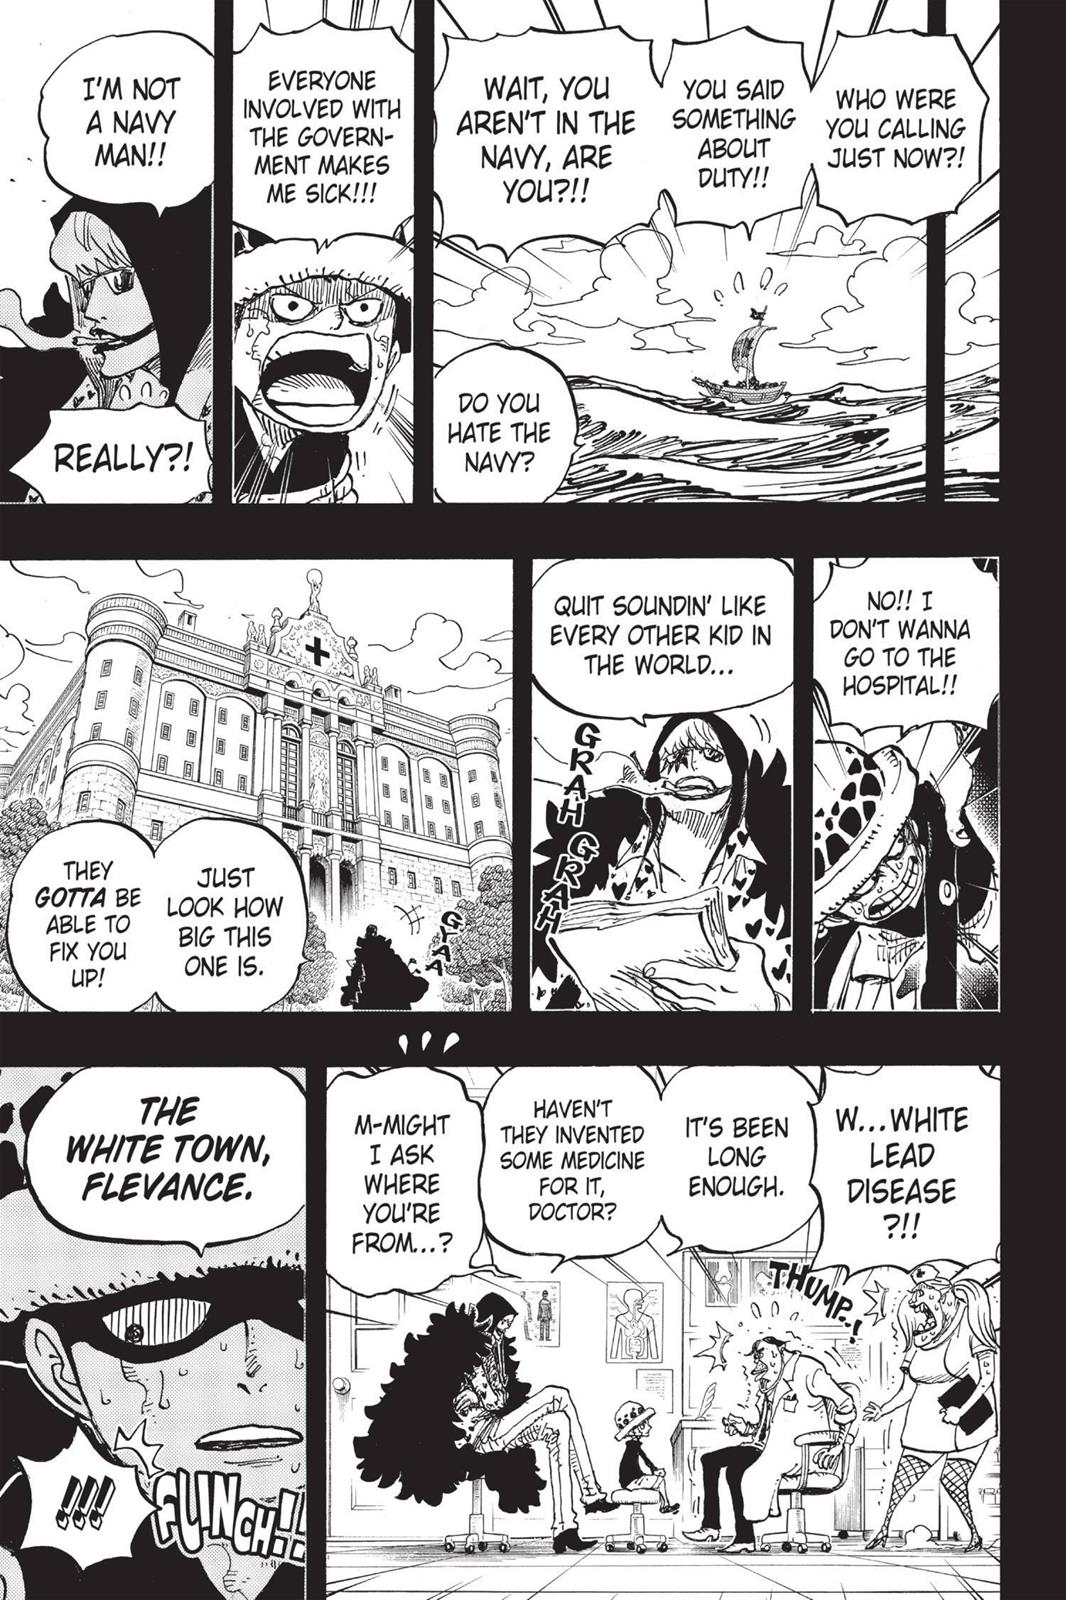 WHO WERE
YOU CALLING
JUST NOW?!
YOU SAID
SOMETHING
ABOUT
DUTY!!
WAIT, YOU
AREN'T IN THE
NAVY, ARE
YOU?!!
DO YOU
HATE THE
NAVY?
EVERYONE
INVOLVED WITH
THE GOVERN-
MENT MAKES
ME SICK!!!
I'M NOT
A NAVY
MAN!!
REALLY?!
NO!! I
DON'T WANNA
GO TO THE
HOSPITAL!!
QUIT SOUNDIN' LIKE
EVERY OTHER KID IN
THE WORLD...
GRAH GRAH
JUST
LOOK HOW
BIG THIS
ONE IS.
THEY
GOTTA BE
ABLE TO
FIX YOU
UP!
GYAA
W...WHITE
LEAD
DISEASE
?!!
IT'S BEEN
LONG
ENOUGH.
HAVEN'T
THEY INVENTED
SOME MEDICINE
FOR IT,
DOCTOR?
M-MIGHT
I ASK
WHERE
YOU'RE
FROM...?
THUMP..!
THE
WHITE TOWN,
FLEVANCE.
!!!
FLINCH!!